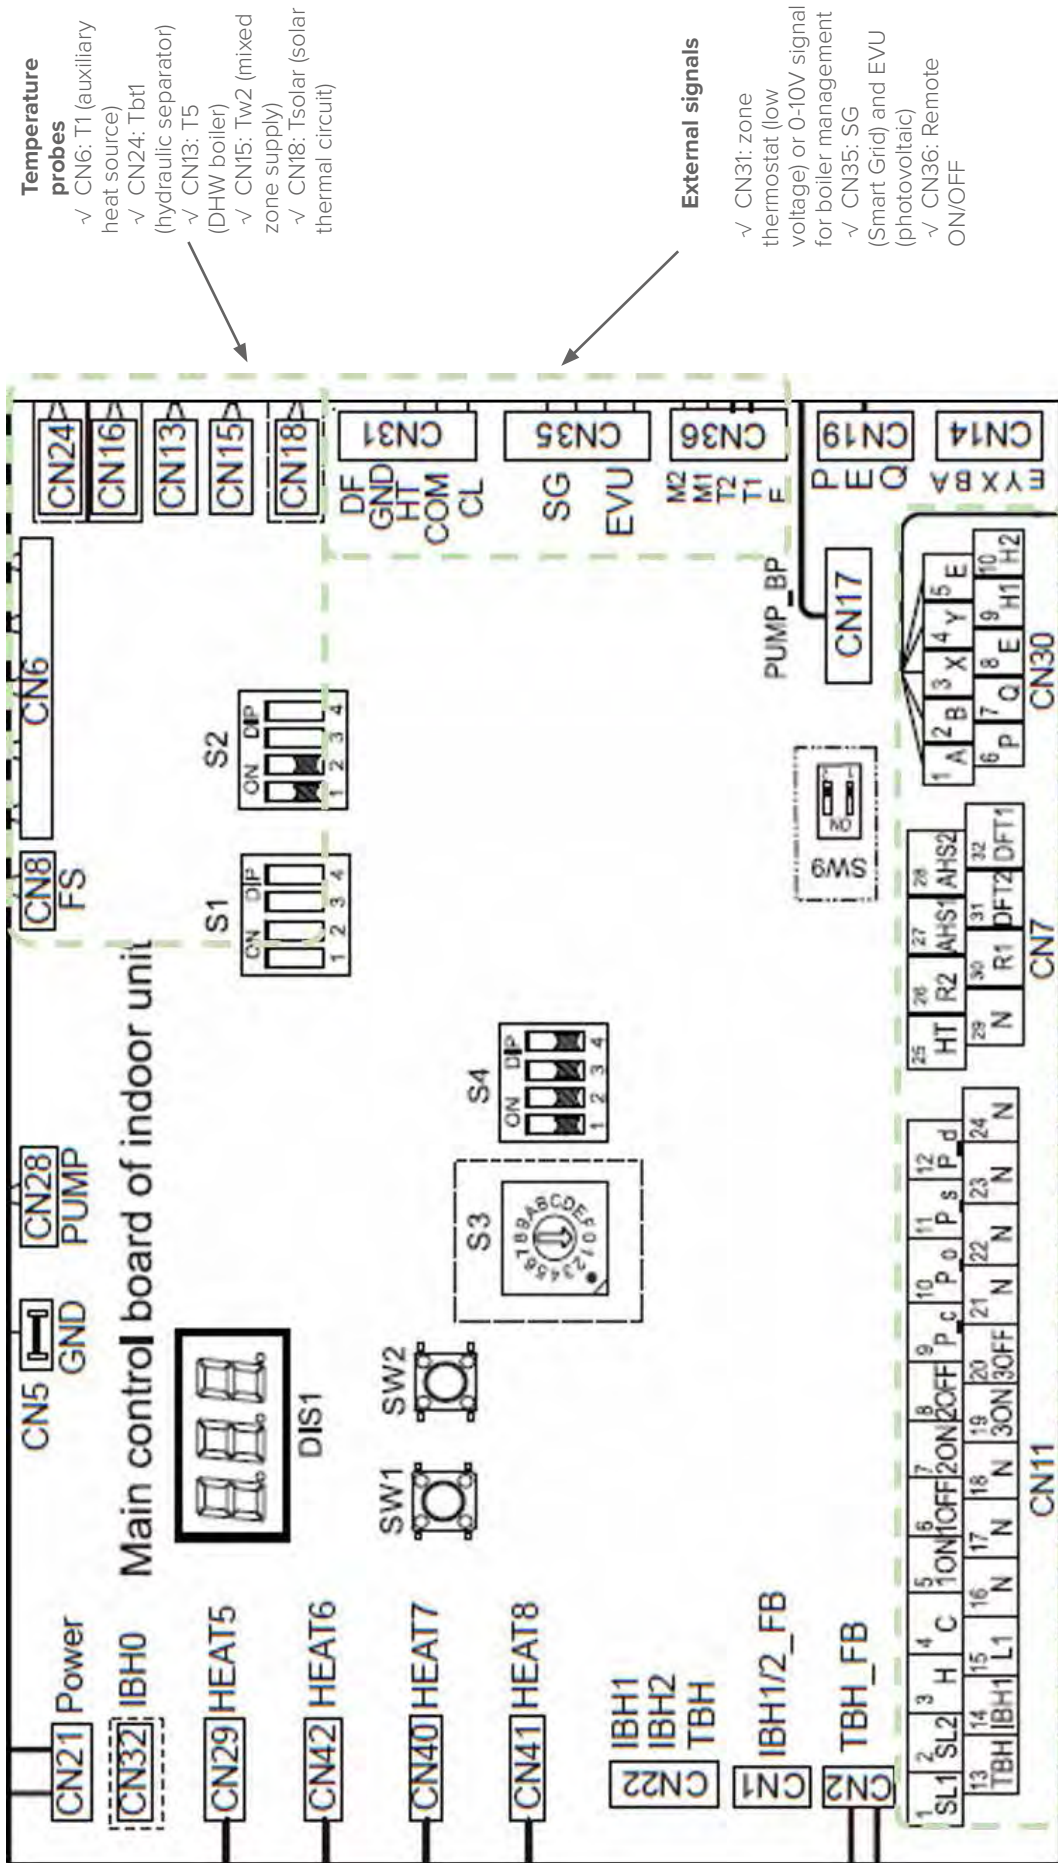 Temperature
probes
√ CN6: T1 (auxiliary
heat source)
√ CN24: Tbt1
(hydraulic separator)
√ CN13: T5
(DHW boiler)
√ CN15: Tw2 (mixed
zone supply)
√ CN18: Tsolar (solar
thermal circuit)
External signals
√ CN31: zone
thermostat (low
voltage) or 0-10V signal
for boiler management
√ CN35: SG
(Smart Grid) and EVU
(photovoltaic)
√ CN36: Remote
ON/OFF
CN21 Power
CN5
GND
CN28
PUMP
CN8
FS
CN6
CN24
CN16
CN13
CN15
CN18
Main control board of indoor unit
CN32 IBH0
CN29 HEAT5
CN42 HEAT6
CN40 HEAT7
CN41 HEAT8
DIS1
SW1
SW2
S1
ON DIP
1 2 3 4
S2
ON DIP
1 2 3 4
S3
0123456789ABCDEF
S4
ON DIP
1 2 3 4
DF
GND
HT
COM
CL
CN31
SG
EVU
CN35
M2
M1
T2
T1
F
CN36
PUMP_BP
CN17
P
E
Q
CN19
A B X Y E
CN14
SW9
ON
IBH1
IBH2
TBH
CN22
CN1
IBH1/2_FB
CN2
TBH_FB
1 2 3 4 5 6 7 8 9 10 11 12
SL1 SL2 H C 1ON 1OFF 2ON 2OFF P_c P_o P_s P_d
13 14 15 16 17 18 19 20 21 22 23 24
TBH IBH1 L1 N N N 3ON 3OFF N N N N
CN11
25 26 27 28
HT R2 AHS1 AHS2
29 30 31 32
N R1 DFT2 DFT1
CN7
1 2 3 4 5
A B X Y E
6 7 8 9 10
P Q E H1 H2
CN30